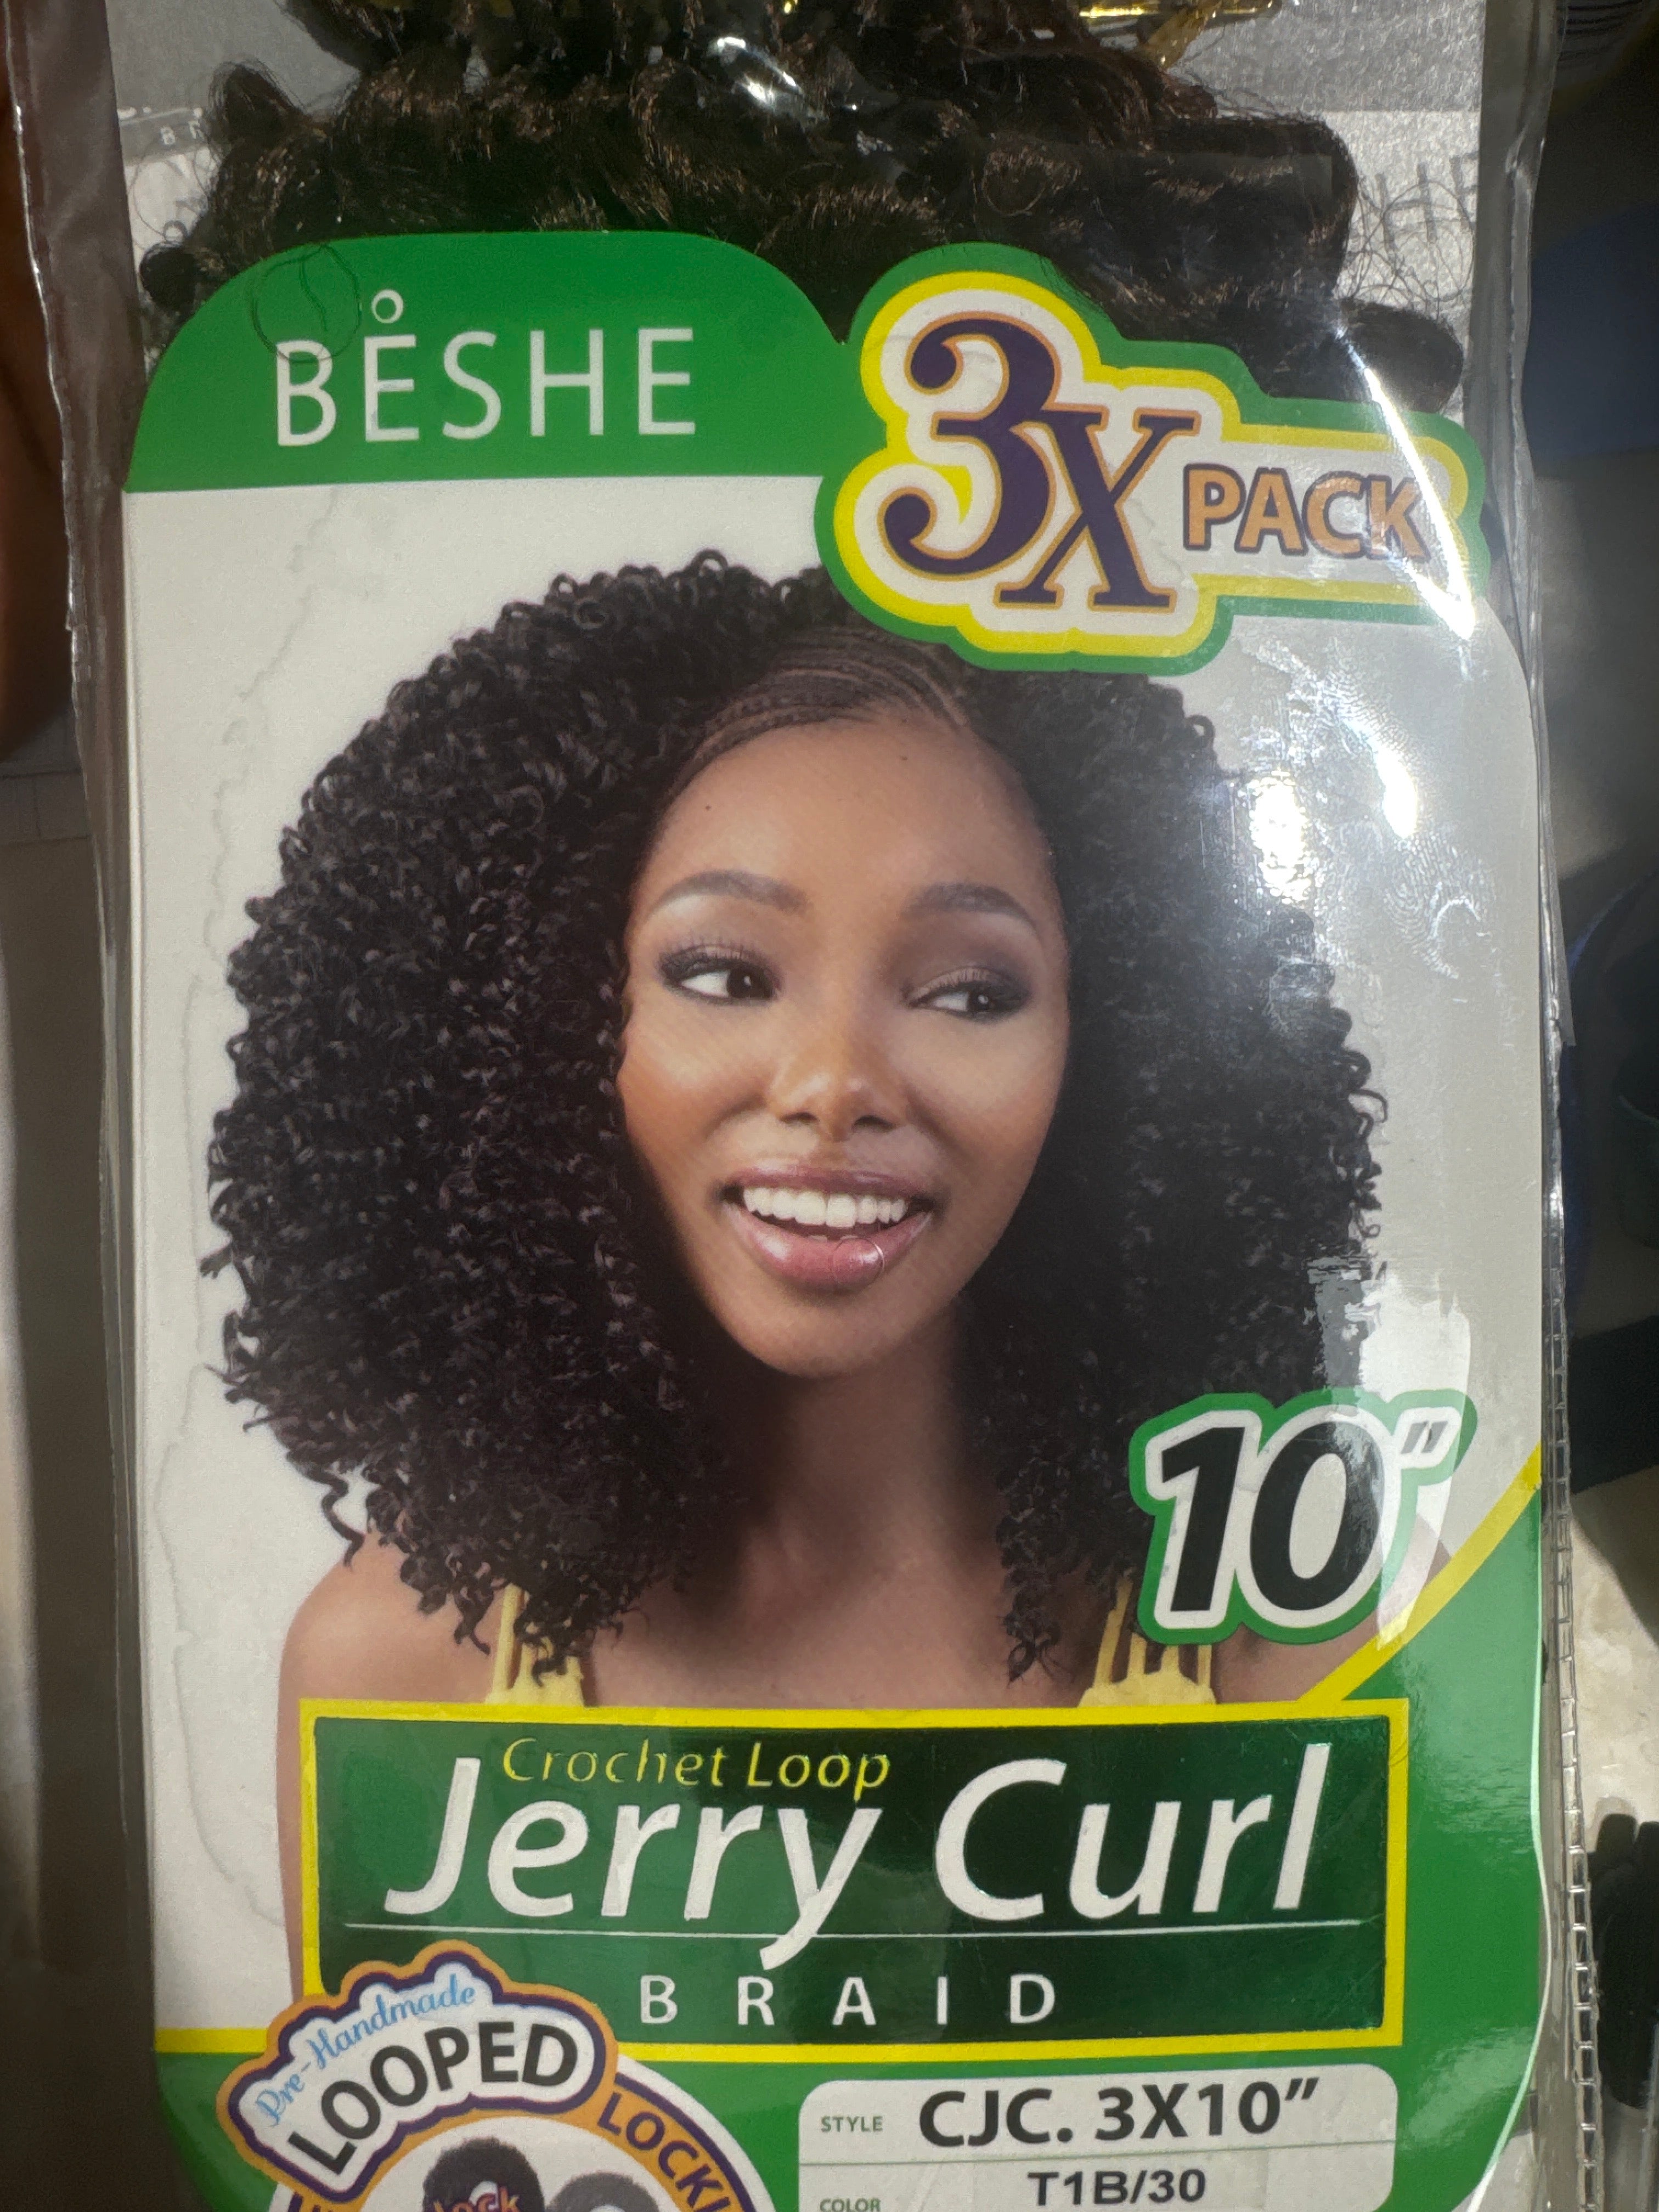 BESHE
3X PACK
10"
Crochet Loop
Jerry Curl
BRAID
Pre-Handmade
LOOPED
STYLE CJC. 3X10"
COLOR T1B/30